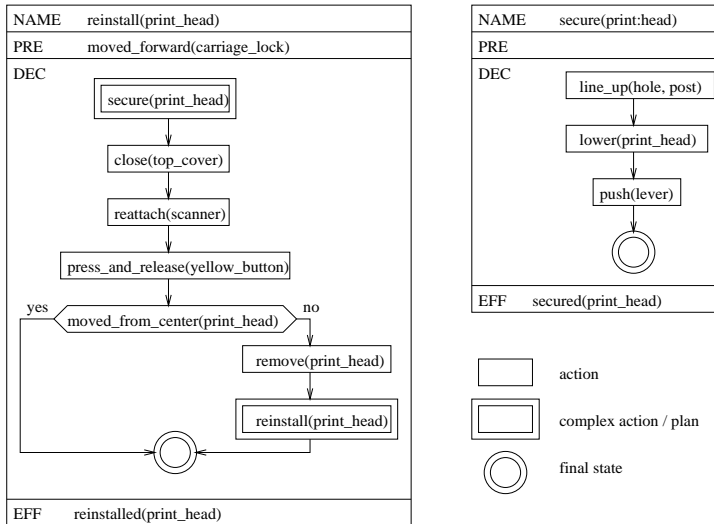 NAME reinstall(print_head)
PRE moved_forward(carriage_lock)
DEC
secure(print_head)
close(top_cover)
reattach(scanner)
press_and_release(yellow_button)
yes
moved_from_center(print_head)
no
remove(print_head)
reinstall(print_head)
EFF reinstalled(print_head)
NAME secure(print:head)
PRE
DEC
line_up(hole, post)
lower(print_head)
push(lever)
EFF secured(print_head)
action
complex action / plan
final state